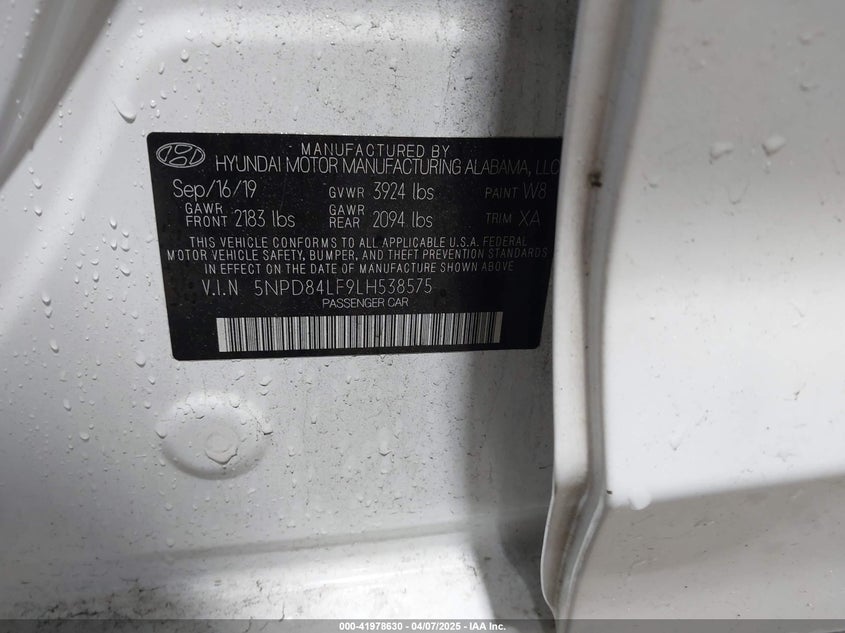 MANUFACTURED BY
HYUNDAI MOTOR MANUFACTURING ALABAMA, LLC
Sep/16/19 GVWR 3924 lbs PAINT W8
GAWR FRONT 2183 lbs GAWR REAR 2094 lbs TRIM XA
THIS VEHICLE CONFORMS TO ALL APPLICABLE U.S.A. FEDERAL
MOTOR VEHICLE SAFETY, BUMPER, AND THEFT PREVENTION STANDARDS
IN EFFECT ON THE DATE OF MANUFACTURE SHOWN ABOVE
V.I.N 5NPD84LF9LH538575
PASSENGER CAR
000-41978630 - 04/07/2025 - IAA Inc.